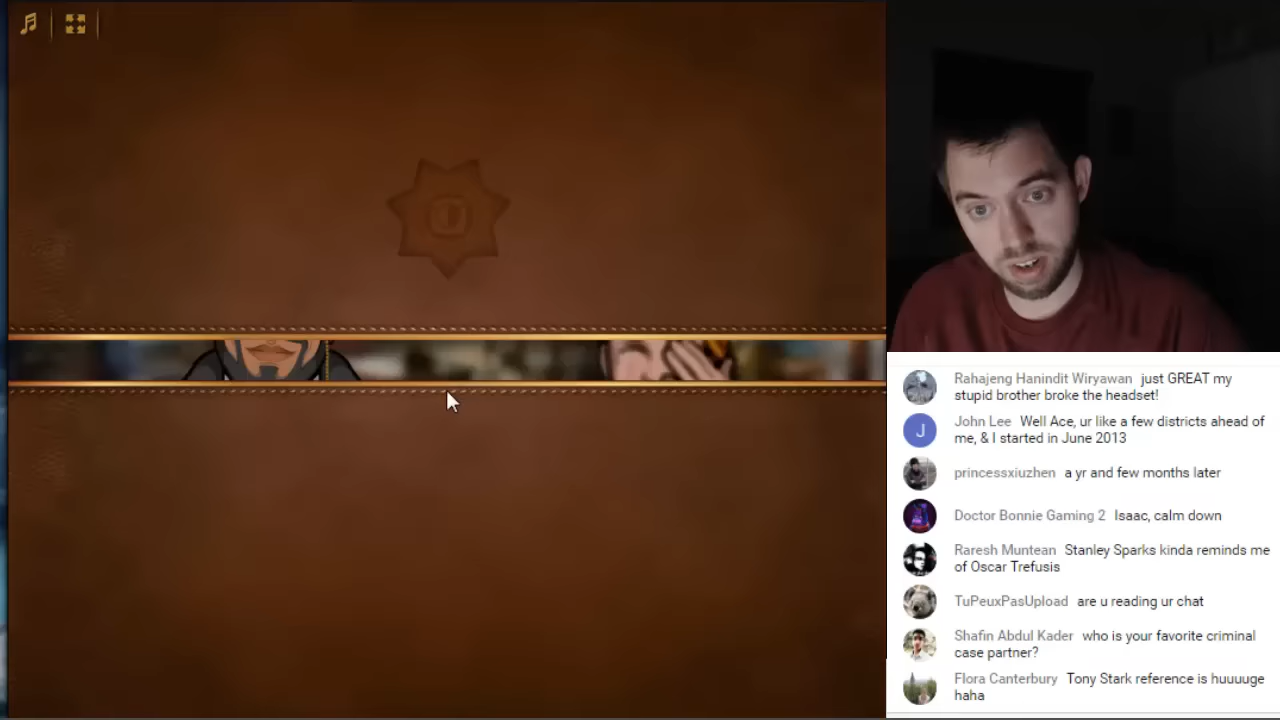 Rahajeng Hanindit Wiryawan just GREAT my
stupid brother broke the headset!
John Lee Well Ace, ur like a few districts ahead of
me, & I started in June 2013
J
princessxiuzhen a yr and few months later
Doctor Bonnie Gaming 2 Isaac, calm down
Raresh Muntean Stanley Sparks kinda reminds me
of Oscar Trefusis
TuPeuxPasUpload are u reading ur chat
Shafin Abdul Kader who is your favorite criminal
case partner?
Flora Canterbury Tony Stark reference is huuuuge
haha